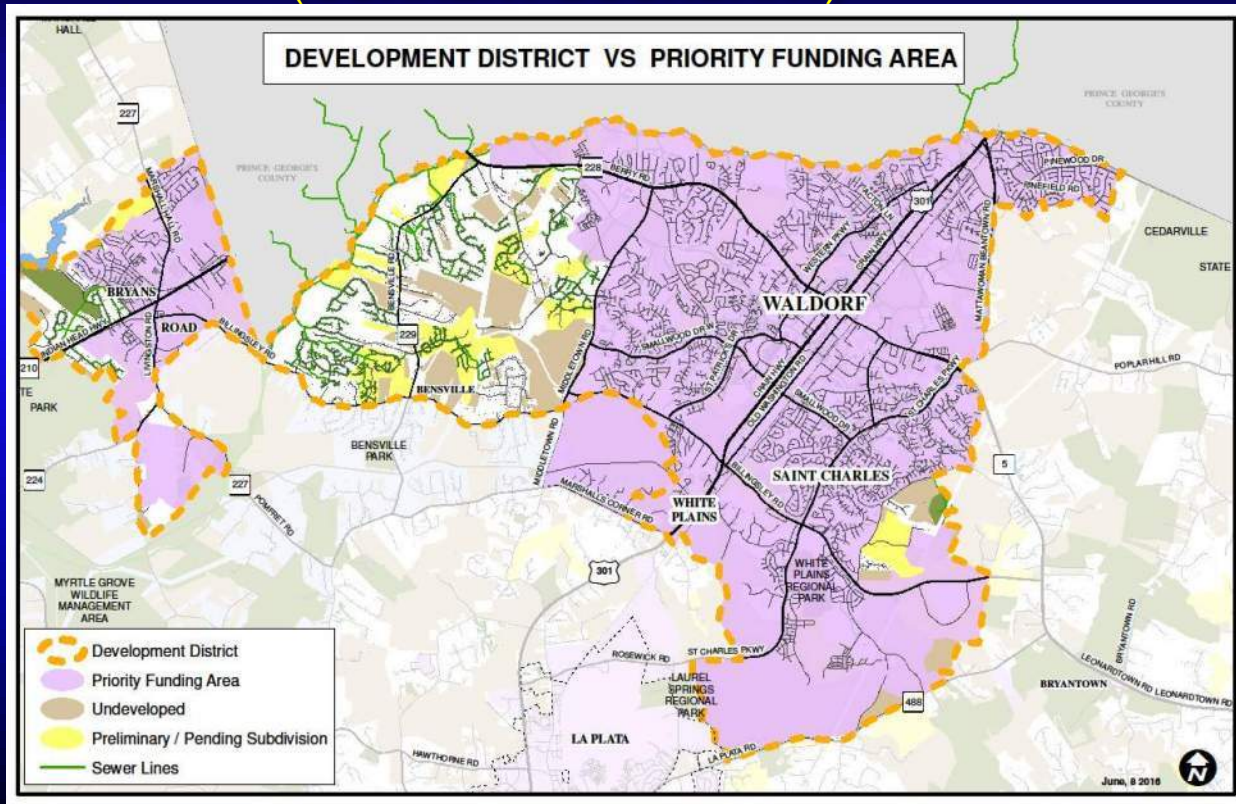 HALL
DEVELOPMENT DISTRICT VS PRIORITY FUNDING AREA
PRINCE GEORGE'S
COUNTY
227
MARSHALL HALL RD
PRINCE GEORGE'S
COUNTY
228
BERRY RD
PINEWOOD DR
PINEFIELD RD
301
WESTERN PKWY
ACTON LN
CRAIN HWY
MATTAWOMAN BEANTOWN RD
CEDARVILLE
STATE
BRYANS
ROAD
INDIAN HEAD HWY
LIVINGSTON RD
BILLINGSLEY RD
BENSVILLE RD
229
BENSVILLE
MIDDLETOWN RD
WALDORF
SMALLWOOD DR W
ST PATRICKS DR
CRAIN HWY
OLD WASHINGTON RD
SMALLWOOD DR
ST CHARLES PKWY
POPLAR HILL RD
210
TE
PARK
BENSVILLE
PARK
MIDDLETOWN RD
224
227
POMFRET RD
MARSHALLS CORNER RD
WHITE
PLAINS
BILLINGSLEY RD
SAINT CHARLES
5
301
WHITE
PLAINS
REGIONAL
PARK
MYRTLE GROVE
WILDLIFE
MANAGEMENT
AREA
ROSEWICK RD
ST CHARLES PKWY
LAUREL
SPRINGS
REGIONAL
PARK
LA PLATA
LA PLATA RD
488
HAWTHORNE RD
BRYANTOWN RD
BRYANTOWN
LEONARDTOWN RD
LEONARDTOWN RD
Development District
Priority Funding Area
Undeveloped
Preliminary / Pending Subdivision
Sewer Lines
June, 8 2016
N